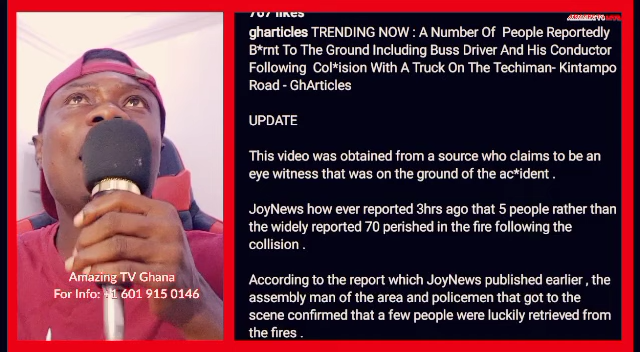 767 likes
gharticles TRENDING NOW : A Number Of People Reportedly
B*rnt To The Ground Including Buss Driver And His Conductor
Following Col*ision With A Truck On The Techiman- Kintampo
Road - GhArticles
UPDATE
This video was obtained from a source who claims to be an
eye witness that was on the ground of the ac*ident .
JoyNews how ever reported 3hrs ago that 5 people rather than
the widely reported 70 perished in the fire following the
collision .
According to the report which JoyNews published earlier , the
assembly man of the area and policemen that got to the
scene confirmed that a few people were luckily retrieved from
the fires .
Amazing TV Ghana
For Info: +1 601 915 0146